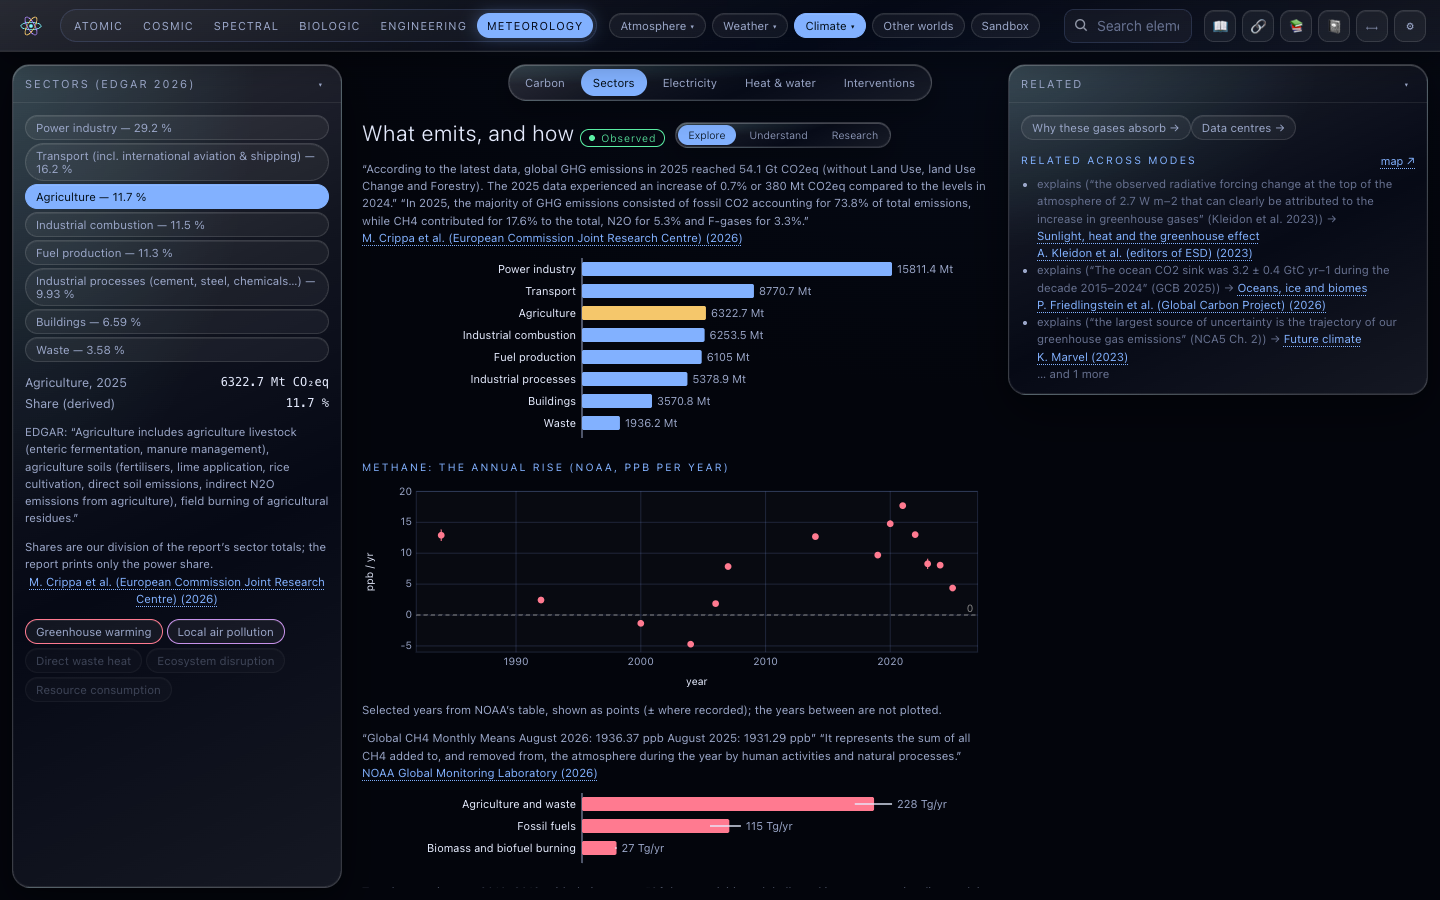 ATOMIC COSMIC SPECTRAL BIOLOGIC ENGINEERING METEOROLOGY Atmosphere ▾ Weather ▾ Climate ▾ Other worlds Sandbox Search elem
SECTORS (EDGAR 2026)
Power industry — 29.2 %
Transport (incl. international aviation & shipping) —
16.2 %
Agriculture — 11.7 %
Industrial combustion — 11.5 %
Fuel production — 11.3 %
Industrial processes (cement, steel, chemicals…) —
9.93 %
Buildings — 6.59 %
Waste — 3.58 %
Agriculture, 2025 6322.7 Mt CO₂eq
Share (derived) 11.7 %
EDGAR: “Agriculture includes agriculture livestock
(enteric fermentation, manure management),
agriculture soils (fertilisers, lime application, rice
cultivation, direct soil emissions, indirect N2O
emissions from agriculture), field burning of agricultural
residues.”
Shares are our division of the report’s sector totals; the
report prints only the power share.
M. Crippa et al. (European Commission Joint Research
Centre) (2026)
Greenhouse warming Local air pollution
Direct waste heat Ecosystem disruption
Resource consumption
Carbon Sectors Electricity Heat & water Interventions
What emits, and how Observed Explore Understand Research
“According to the latest data, global GHG emissions in 2025 reached 54.1 Gt CO2eq (without Land Use, land Use
Change and Forestry). The 2025 data experienced an increase of 0.7% or 380 Mt CO2eq compared to the levels in
2024.” “In 2025, the majority of GHG emissions consisted of fossil CO2 accounting for 73.8% of total emissions,
while CH4 contributed for 17.6% to the total, N2O for 5.3% and F-gases for 3.3%.”
M. Crippa et al. (European Commission Joint Research Centre) (2026)
Power industry 15811.4 Mt
Transport 8770.7 Mt
Agriculture 6322.7 Mt
Industrial combustion 6253.5 Mt
Fuel production 6105 Mt
Industrial processes 5378.9 Mt
Buildings 3570.8 Mt
Waste 1936.2 Mt
METHANE: THE ANNUAL RISE (NOAA, PPB PER YEAR)
20
15
10
5
0
-5
ppb / yr
0
1990 2000 2010 2020
year
Selected years from NOAA’s table, shown as points (± where recorded); the years between are not plotted.
“Global CH4 Monthly Means August 2026: 1936.37 ppb August 2025: 1931.29 ppb” “It represents the sum of all
CH4 added to, and removed from, the atmosphere during the year by human activities and natural processes.”
NOAA Global Monitoring Laboratory (2026)
Agriculture and waste 228 Tg/yr
Fossil fuels 115 Tg/yr
Biomass and biofuel burning 27 Tg/yr
RELATED
Why these gases absorb → Data centres →
RELATED ACROSS MODES map ↗
• explains (“the observed radiative forcing change at the top of the
atmosphere of 2.7 W m−2 that can clearly be attributed to the
increase in greenhouse gases” (Kleidon et al. 2023)) →
Sunlight, heat and the greenhouse effect
A. Kleidon et al. (editors of ESD) (2023)
• explains (“The ocean CO2 sink was 3.2 ± 0.4 GtC yr−1 during the
decade 2015–2024” (GCB 2025)) → Oceans, ice and biomes
P. Friedlingstein et al. (Global Carbon Project) (2026)
• explains (“the largest source of uncertainty is the trajectory of our
greenhouse gas emissions” (NCA5 Ch. 2)) → Future climate
K. Marvel (2023)
… and 1 more